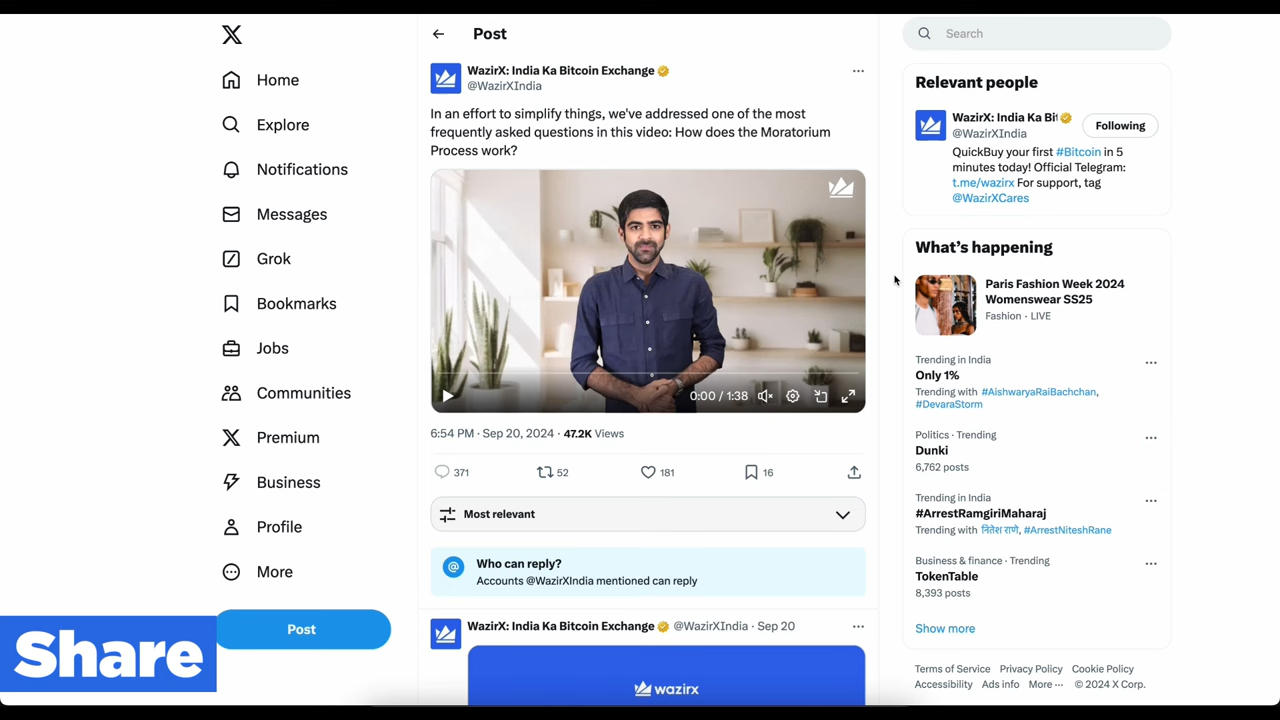 Home
Explore
Notifications
Messages
Grok
Bookmarks
Jobs
Communities
Premium
Business
Profile
More
Post
Share
Post
WazirX: India Ka Bitcoin Exchange
@WazirXIndia
In an effort to simplify things, we've addressed one of the most
frequently asked questions in this video: How does the Moratorium
Process work?
0:00 / 1:38
6:54 PM · Sep 20, 2024 · 47.2K Views
371 52 181 16
Most relevant
Who can reply?
Accounts @WazirXIndia mentioned can reply
WazirX: India Ka Bitcoin Exchange @WazirXIndia · Sep 20
wazirx
Search
Relevant people
WazirX: India Ka Bi
@WazirXIndia
Following
QuickBuy your first #Bitcoin in 5
minutes today! Official Telegram:
t.me/wazirx For support, tag
@WazirXCares
What's happening
Paris Fashion Week 2024
Womenswear SS25
Fashion · LIVE
Trending in India
Only 1%
Trending with #AishwaryaRaiBachchan,
#DevaraStorm
Politics · Trending
Dunki
6,762 posts
Trending in India
#ArrestRamgiriMaharaj
Trending with नितेश राणे, #ArrestNiteshRane
Business & finance · Trending
TokenTable
8,393 posts
Show more
Terms of Service Privacy Policy Cookie Policy
Accessibility Ads info More ··· © 2024 X Corp.